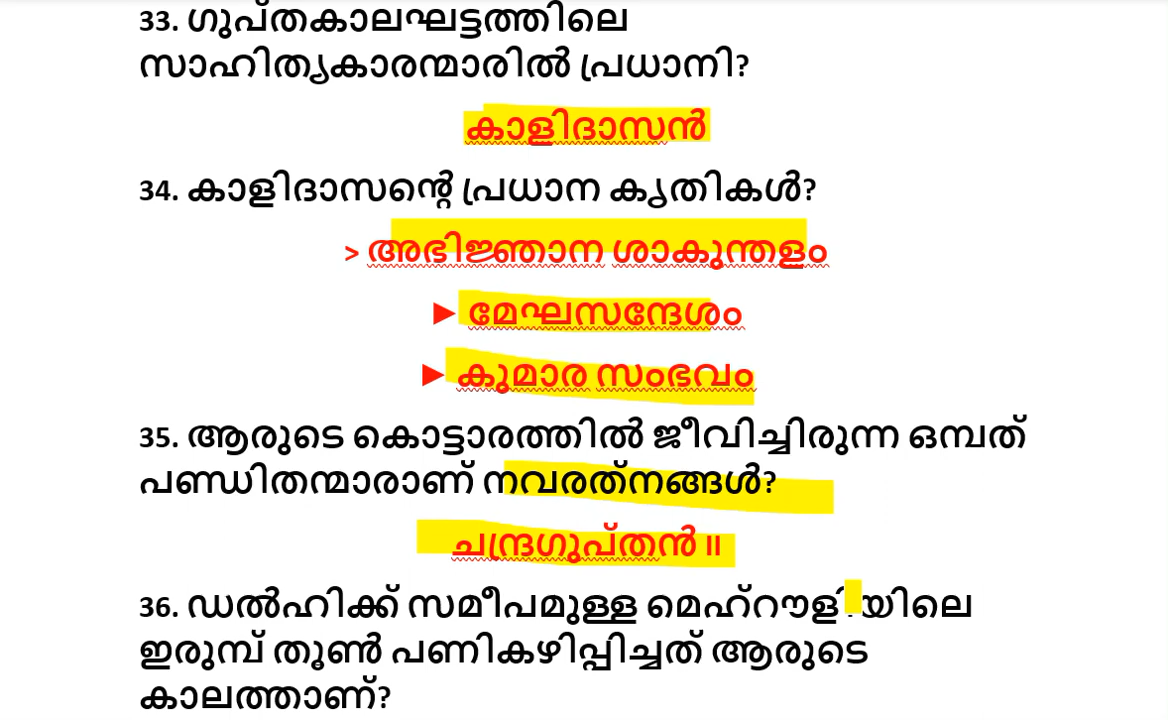 33. ഗുപ്തകാലഘട്ടത്തിലെ
സാഹിത്യകാരന്മാരിൽ പ്രധാനി?
കാളിദാസൻ
34. കാളിദാസന്റെ പ്രധാന കൃതികൾ?
> അഭിജ്ഞാന ശാകുന്തളം
► മേഘസന്ദേശം
► കുമാര സംഭവം
35. ആരുടെ കൊട്ടാരത്തിൽ ജീവിച്ചിരുന്ന ഒമ്പത്
പണ്ഡിതന്മാരാണ് നവരത്നങ്ങൾ?
ചന്ദ്രഗുപ്തൻ II
36. ഡൽഹിക്ക് സമീപമുള്ള മെഹ്റൗളിയിലെ
ഇരുമ്പ് തൂൺ പണികഴിപ്പിച്ചത് ആരുടെ
കാലത്താണ്?